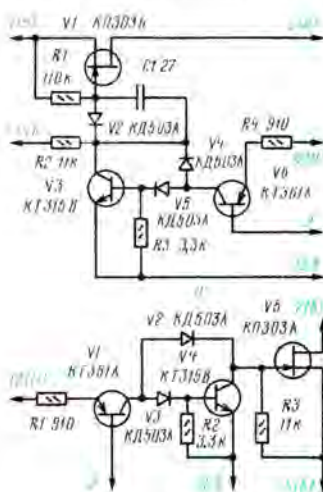 V1 КП303А
R1
110к
C1 27
V2 КД503А
R2 11к
V4
КД503А
R4 910
V3
КТ315В
V5
КД503А
V6
КТ361А
R3 3,3к
V2 КД503А
V5
КП303А
V1
КТ361А
V4
КТ315В
R1 910
V3
КД503А
R2
3,3к
R3
11к